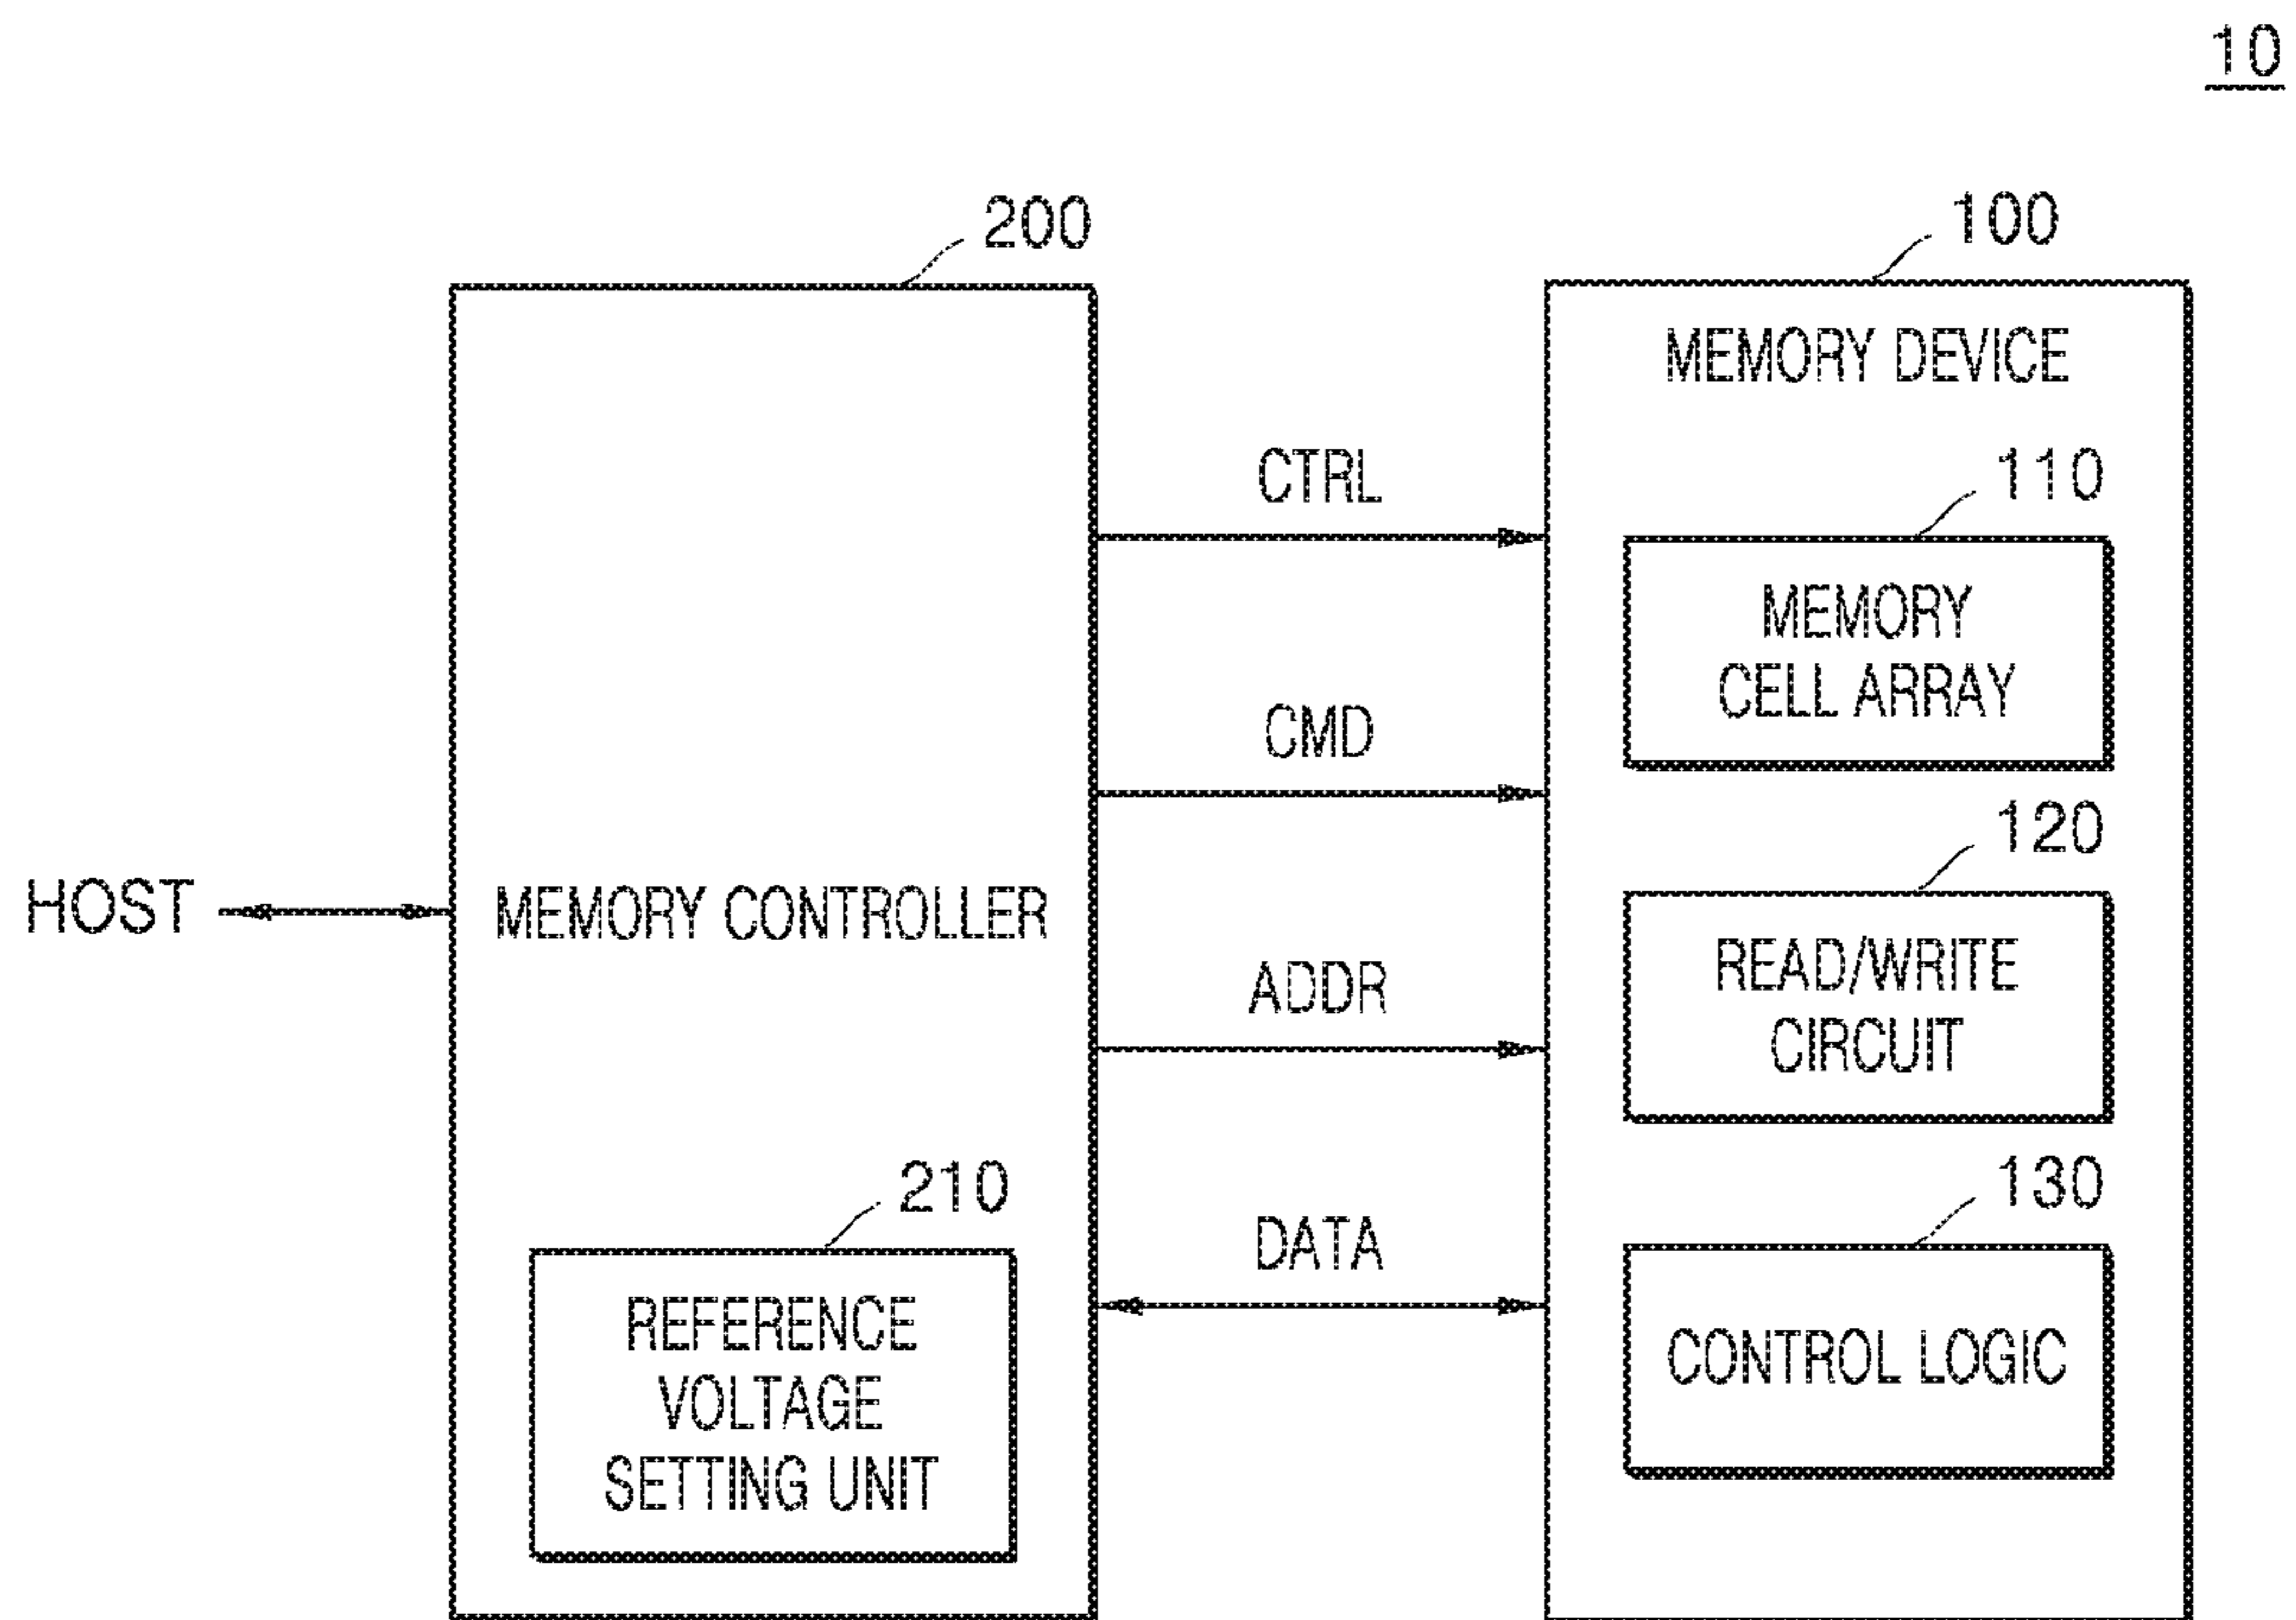 10
200
100
MEMORY DEVICE
CTRL
110
MEMORY
CELL ARRAY
CMD
120
HOST
MEMORY CONTROLLER
READ/WRITE
CIRCUIT
ADDR
210
130
DATA
REFERENCE
VOLTAGE
SETTING UNIT
CONTROL LOGIC